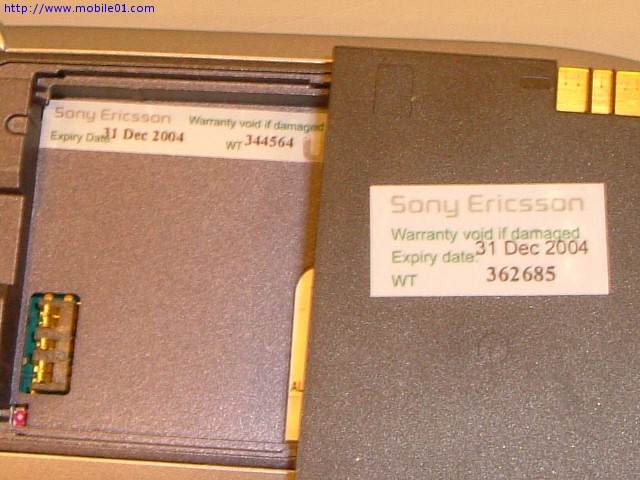 http://www.mobile01.com
Sony Ericsson
Warranty void if damaged
Expiry Date: 31 Dec 2004
WT 344564
Sony Ericsson
Warranty void if damaged
Expiry date: 31 Dec 2004
WT 362685
AL